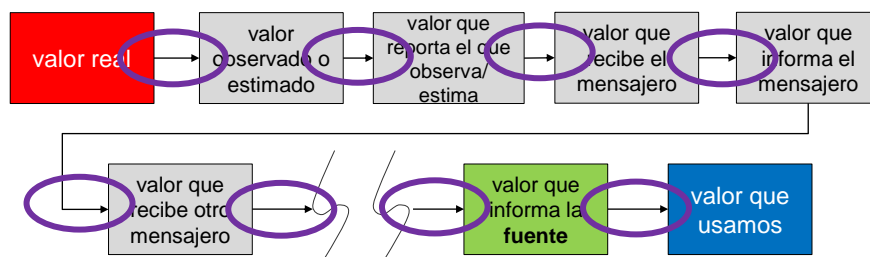 valor real
valor
observado o
estimado
valor que
reporta el que
observa/
estima
valor que
recibe el
mensajero
valor que
informa el
mensajero
valor que
recibe otro
mensajero
valor que
informa la
fuente
valor que
usamos